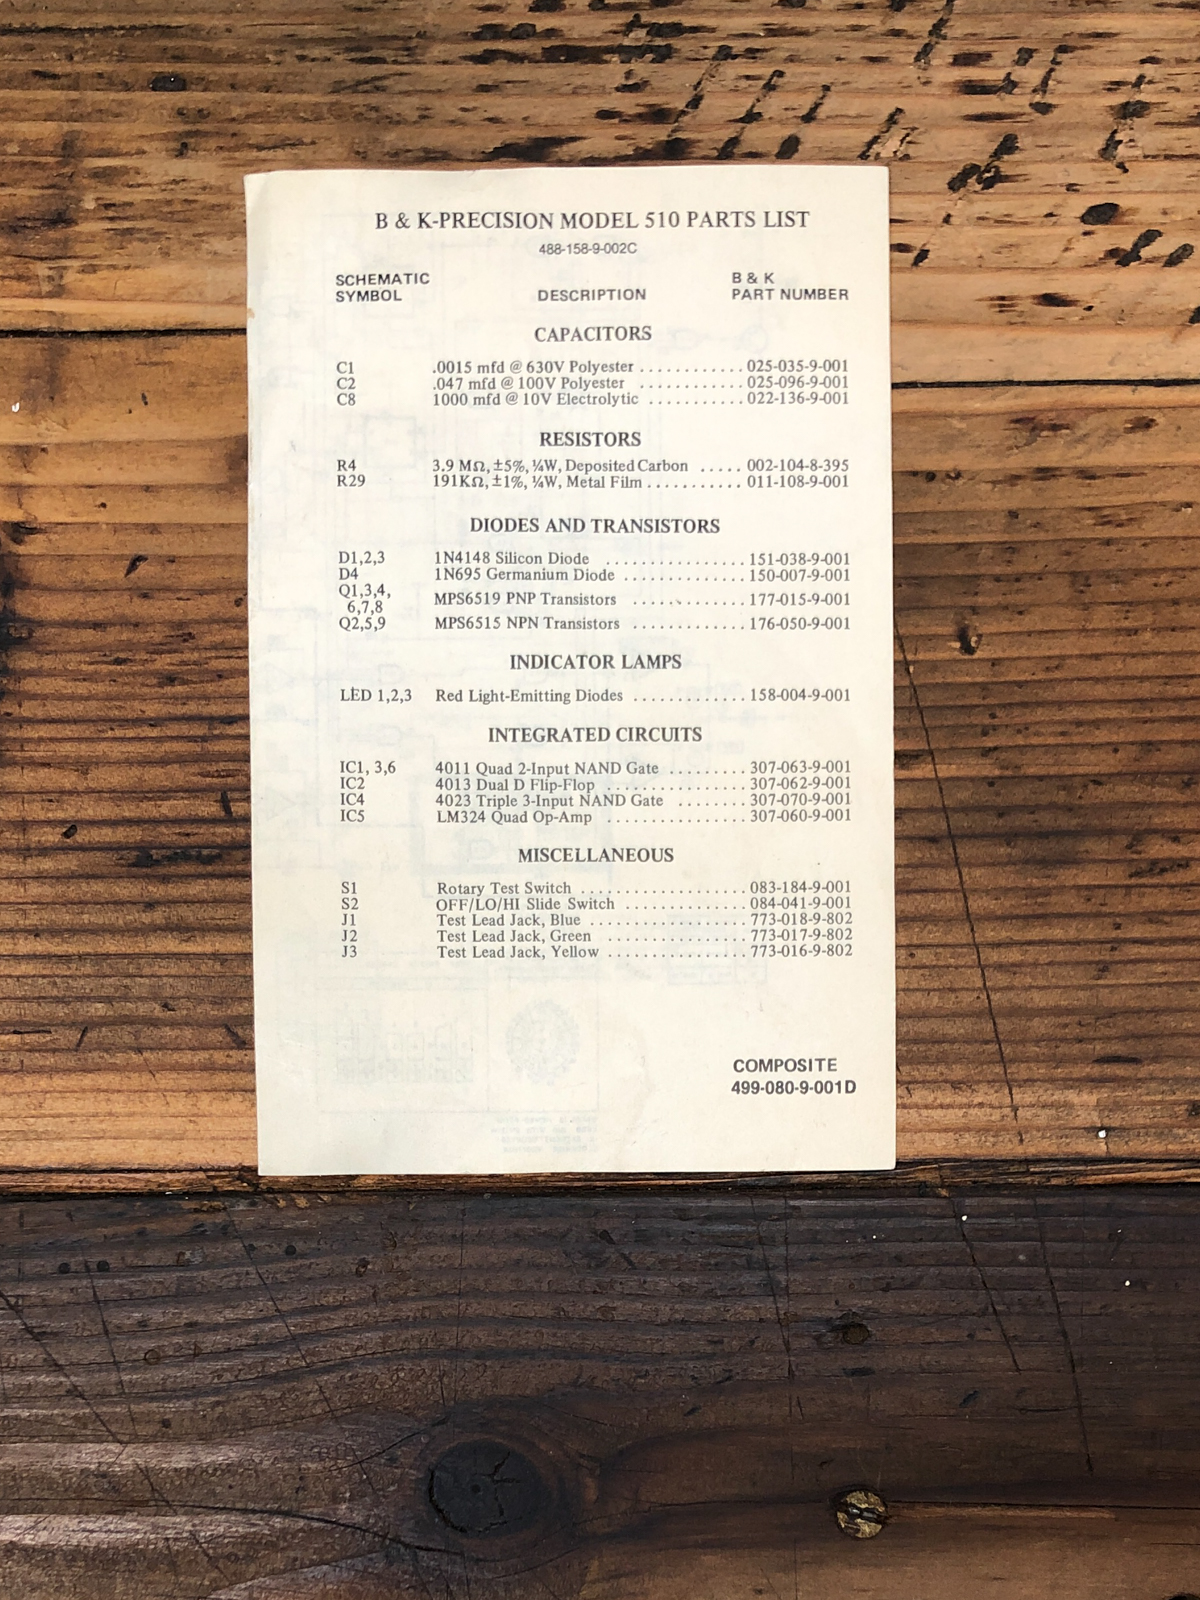 B & K-PRECISION MODEL 510 PARTS LIST
488-158-9-002C
SCHEMATIC SYMBOL DESCRIPTION B & K PART NUMBER
CAPACITORS
C1 .0015 mfd @ 630V Polyester ............ 025-035-9-001
C2 .047 mfd @ 100V Polyester ............ 025-096-9-001
C8 1000 mfd @ 10V Electrolytic ........... 022-136-9-001
RESISTORS
R4 3.9 MΩ, ±5%, ¼W, Deposited Carbon ..... 002-104-8-395
R29 191KΩ, ±1%, ¼W, Metal Film ........... 011-108-9-001
DIODES AND TRANSISTORS
D1,2,3 1N4148 Silicon Diode ................ 151-038-9-001
D4 1N695 Germanium Diode .............. 150-007-9-001
Q1,3,4,
6,7,8 MPS6519 PNP Transistors ............. 177-015-9-001
Q2,5,9 MPS6515 NPN Transistors ............. 176-050-9-001
INDICATOR LAMPS
LED 1,2,3 Red Light-Emitting Diodes ............. 158-004-9-001
INTEGRATED CIRCUITS
IC1, 3,6 4011 Quad 2-Input NAND Gate ......... 307-063-9-001
IC2 4013 Dual D Flip-Flop ................ 307-062-9-001
IC4 4023 Triple 3-Input NAND Gate ........ 307-070-9-001
IC5 LM324 Quad Op-Amp ................ 307-060-9-001
MISCELLANEOUS
S1 Rotary Test Switch ................... 083-184-9-001
S2 OFF/LO/HI Slide Switch .............. 084-041-9-001
J1 Test Lead Jack, Blue .................. 773-018-9-802
J2 Test Lead Jack, Green ................ 773-017-9-802
J3 Test Lead Jack, Yellow ................ 773-016-9-802
COMPOSITE
499-080-9-001D